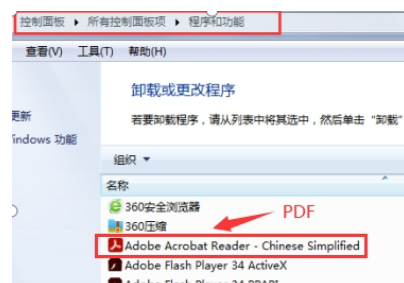 控制面板 ▸ 所有控制面板项 ▸ 程序和功能
查看(V) 工具(T) 帮助(H)
卸载或更改程序
更新
若要卸载程序，请从列表中将其选中，然后单击“卸载”
indows 功能
组织
名称
360安全浏览器
PDF
360压缩
Adobe Acrobat Reader - Chinese Simplified
Adobe Flash Player 34 ActiveX